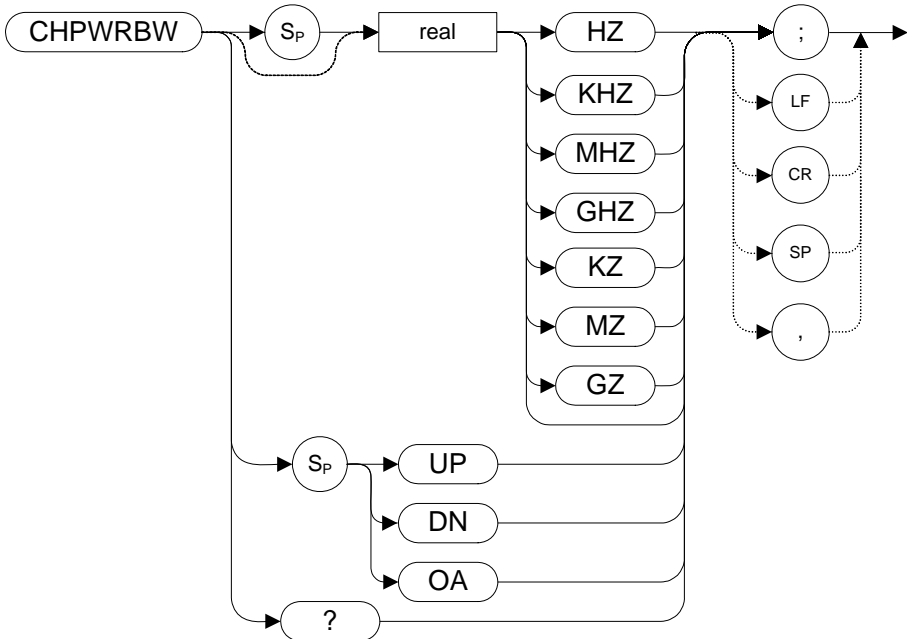 CHPWRBW SP real HZ ;
KHZ LF
MHZ CR
GHZ SP
KZ ,
MZ
GZ
SP UP
DN
OA
?